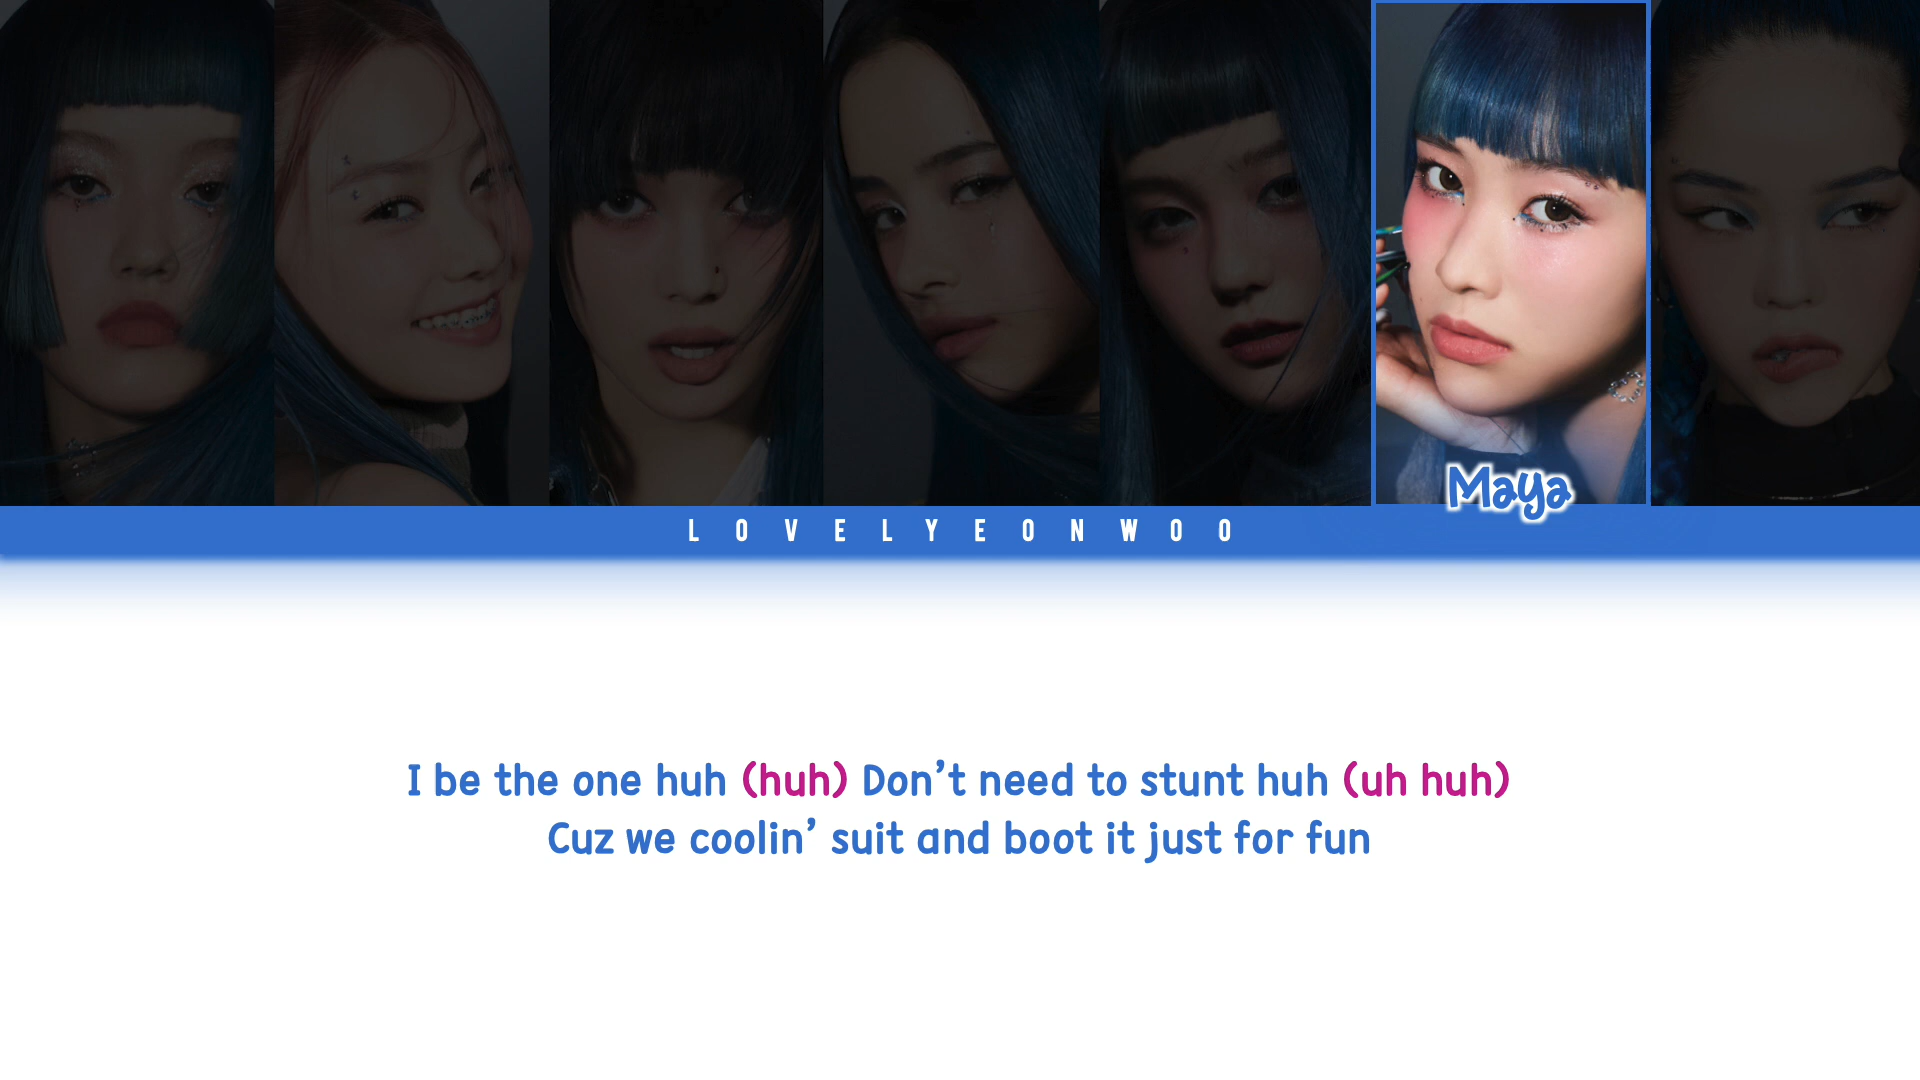 Maya
LOVELYEONWOO
I be the one huh (huh) Don’t need to stunt huh (uh huh)
Cuz we coolin’ suit and boot it just for fun